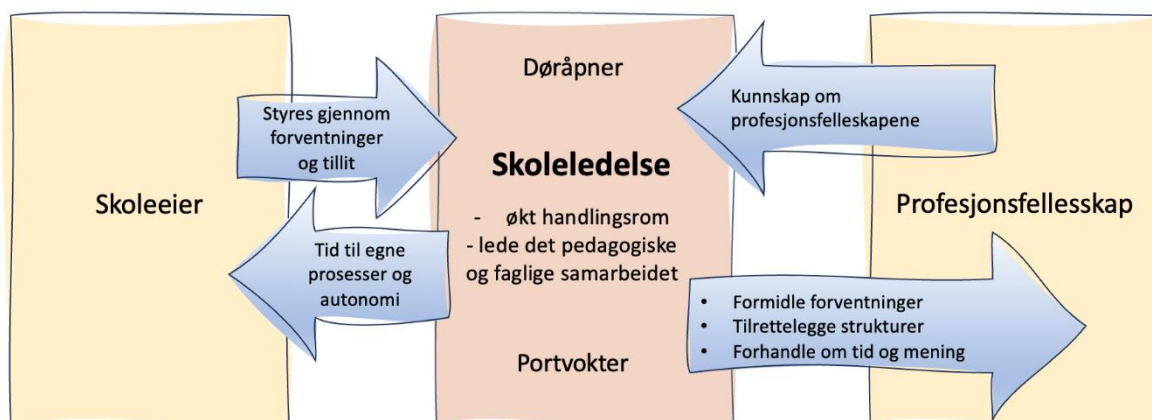 Skoleeier
Styres gjennom
forventninger
og tillit
Tid til egne
prosesser og
autonomi
Døråpner
Skoleledelse
- økt handlingsrom
- lede det pedagogiske
og faglige samarbeidet
Portvokter
Kunnskap om
profesjonsfelleskapene
Profesjonsfellesskap
• Formidle forventninger
• Tilrettelegge strukturer
• Forhandle om tid og mening